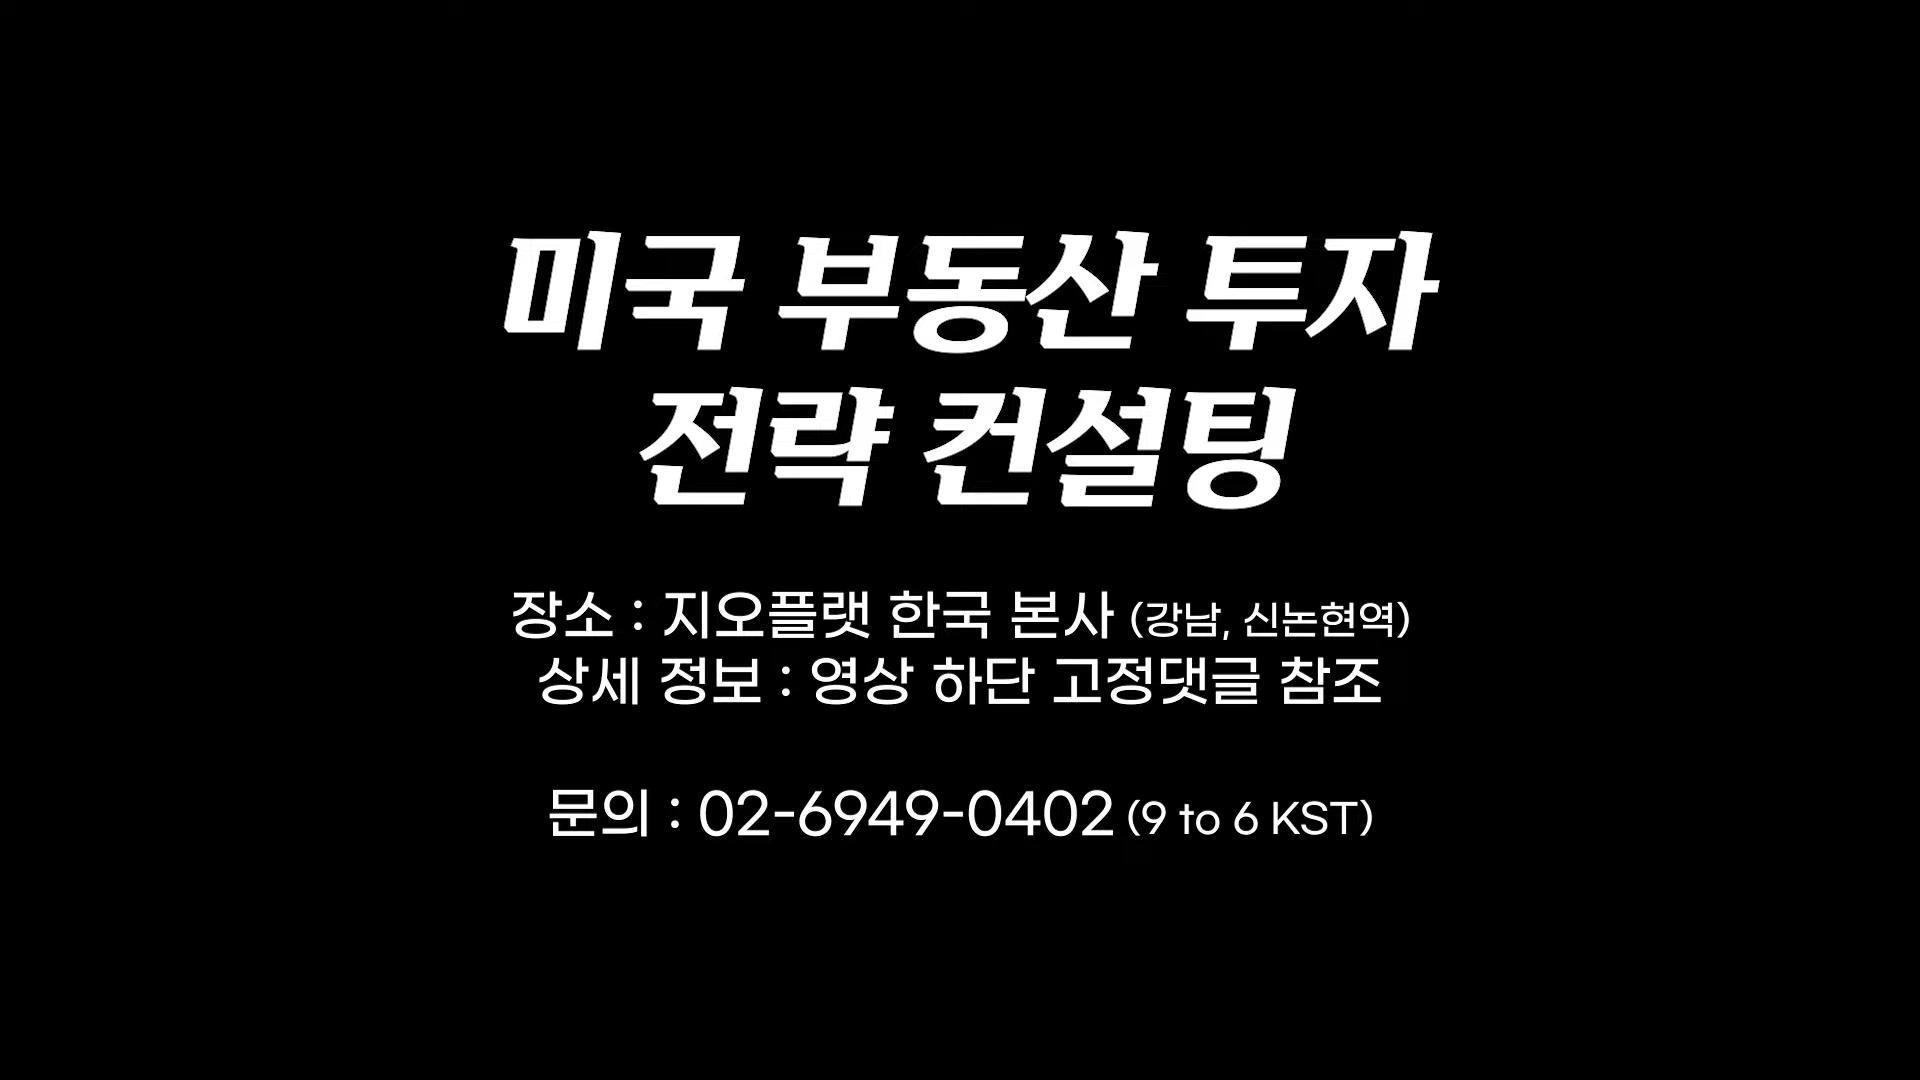 미국 부동산 투자
전략 컨설팅
장소 : 지오플랫 한국 본사 (강남, 신논현역)
상세 정보 : 영상 하단 고정댓글 참조
문의 : 02-6949-0402 (9 to 6 KST)